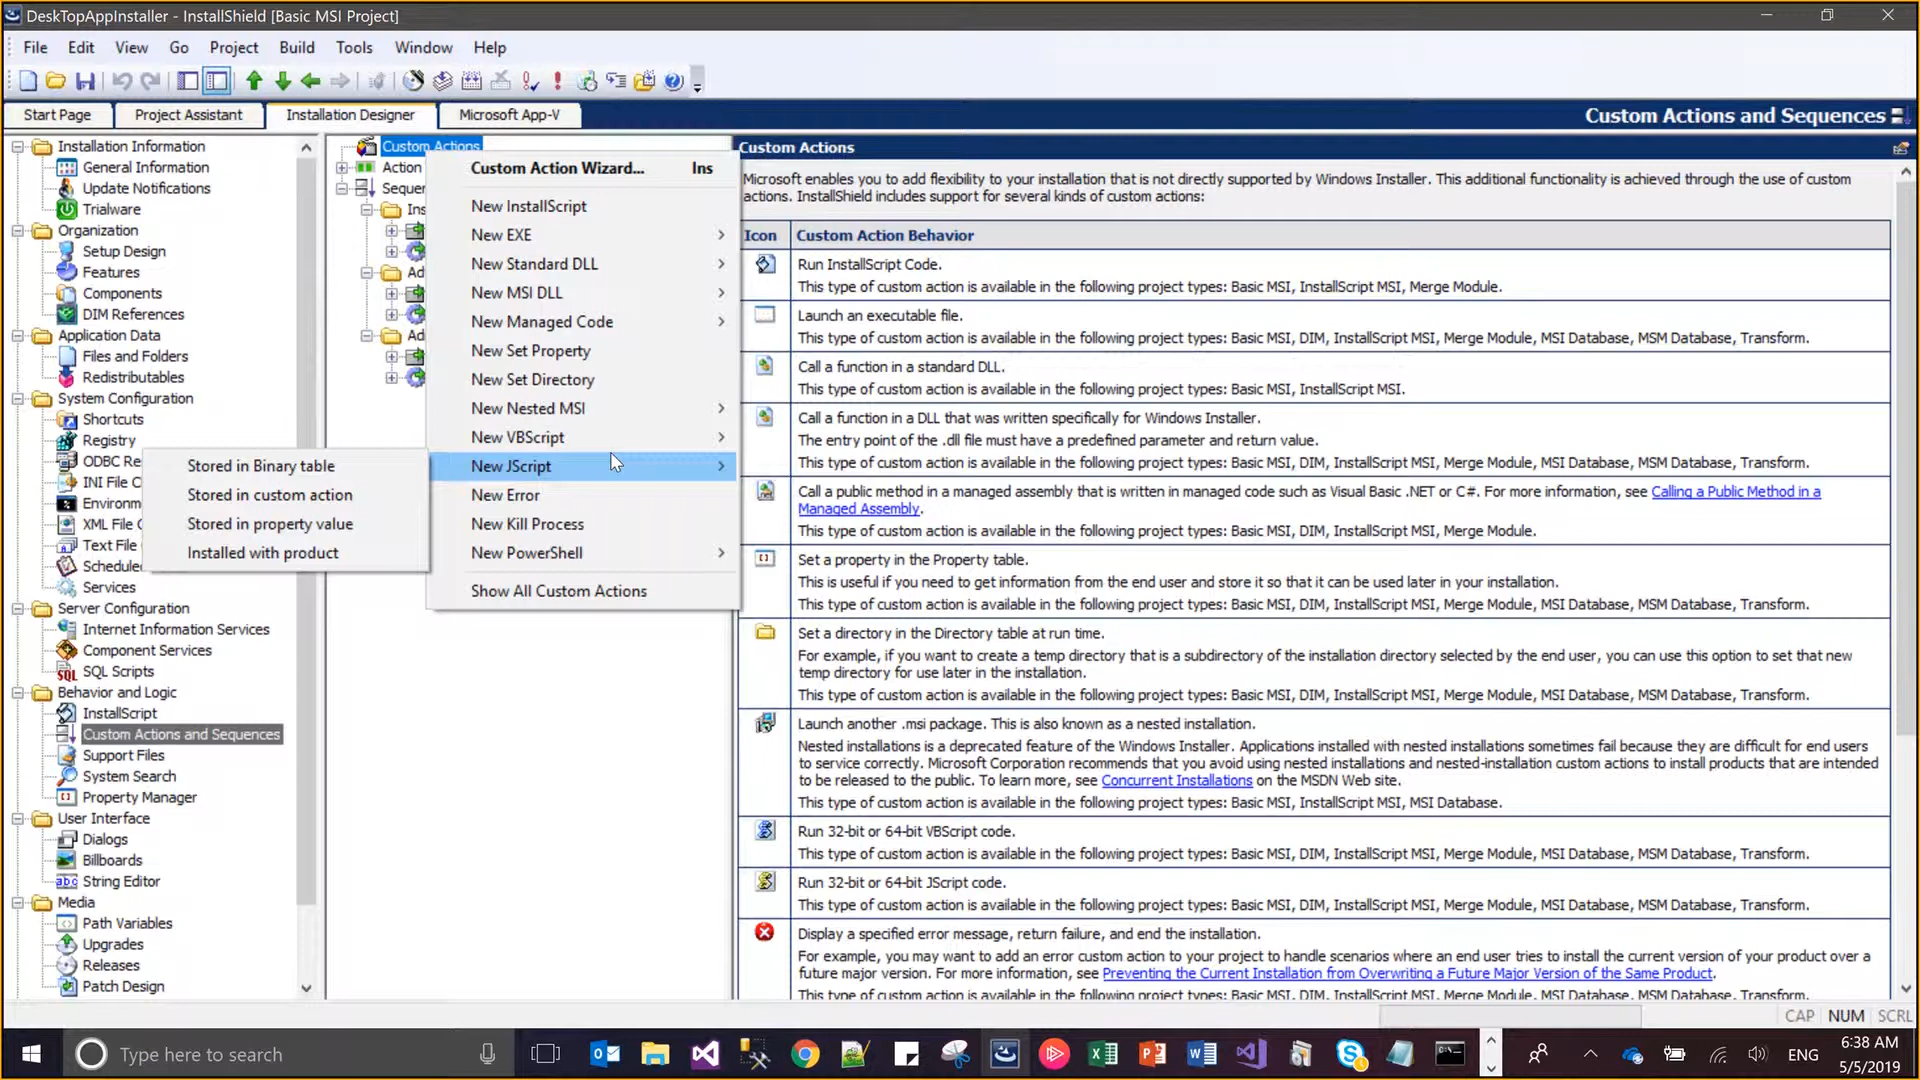 DeskTopAppInstaller - InstallShield [Basic MSI Project]
File Edit View Go Project Build Tools Window Help
Start Page Project Assistant Installation Designer Microsoft App-V Custom Actions and Sequences
Installation Information
General Information
Update Notifications
Trialware
Organization
Setup Design
Features
Components
DIM References
Application Data
Files and Folders
Redistributables
System Configuration
Shortcuts
Registry
ODBC Re
INI File C
Environm
XML File C
Text File
Schedule
Services
Server Configuration
Internet Information Services
Component Services
SQL Scripts
Behavior and Logic
InstallScript
Custom Actions and Sequences
Support Files
System Search
Property Manager
User Interface
Dialogs
Billboards
String Editor
Media
Path Variables
Upgrades
Releases
Patch Design
Custom Actions
Action
Sequen
Ins
Ad
Ad
Custom Action Wizard... Ins
New InstallScript
New EXE
New Standard DLL
New MSI DLL
New Managed Code
New Set Property
New Set Directory
New Nested MSI
New VBScript
New JScript
New Error
New Kill Process
New PowerShell
Show All Custom Actions
Stored in Binary table
Stored in custom action
Stored in property value
Installed with product
Custom Actions
Microsoft enables you to add flexibility to your installation that is not directly supported by Windows Installer. This additional functionality is achieved through the use of custom
actions. InstallShield includes support for several kinds of custom actions:
Icon Custom Action Behavior
Run InstallScript Code.
This type of custom action is available in the following project types: Basic MSI, InstallScript MSI, Merge Module.
Launch an executable file.
This type of custom action is available in the following project types: Basic MSI, DIM, InstallScript MSI, Merge Module, MSI Database, MSM Database, Transform.
Call a function in a standard DLL.
This type of custom action is available in the following project types: Basic MSI, InstallScript MSI.
Call a function in a DLL that was written specifically for Windows Installer.
The entry point of the .dll file must have a predefined parameter and return value.
This type of custom action is available in the following project types: Basic MSI, DIM, InstallScript MSI, Merge Module, MSI Database, MSM Database, Transform.
Call a public method in a managed assembly that is written in managed code such as Visual Basic .NET or C#. For more information, see Calling a Public Method in a
Managed Assembly.
This type of custom action is available in the following project types: Basic MSI, DIM, InstallScript MSI, Merge Module.
Set a property in the Property table.
This is useful if you need to get information from the end user and store it so that it can be used later in your installation.
This type of custom action is available in the following project types: Basic MSI, DIM, InstallScript MSI, Merge Module, MSI Database, MSM Database, Transform.
Set a directory in the Directory table at run time.
For example, if you want to create a temp directory that is a subdirectory of the installation directory selected by the end user, you can use this option to set that new
temp directory for use later in the installation.
This type of custom action is available in the following project types: Basic MSI, DIM, InstallScript MSI, Merge Module, MSI Database, MSM Database, Transform.
Launch another .msi package. This is also known as a nested installation.
Nested installations is a deprecated feature of the Windows Installer. Applications installed with nested installations sometimes fail because they are difficult for end users
to service correctly. Microsoft Corporation recommends that you avoid using nested installations and nested-installation custom actions to install products that are intended
to be released to the public. To learn more, see Concurrent Installations on the MSDN Web site.
This type of custom action is available in the following project types: Basic MSI, InstallScript MSI, MSI Database.
Run 32-bit or 64-bit VBScript code.
This type of custom action is available in the following project types: Basic MSI, DIM, InstallScript MSI, Merge Module, MSI Database, MSM Database, Transform.
Run 32-bit or 64-bit JScript code.
This type of custom action is available in the following project types: Basic MSI, DIM, InstallScript MSI, Merge Module, MSI Database, MSM Database, Transform.
Display a specified error message, return failure, and end the installation.
For example, you may want to add an error custom action to your project to handle scenarios where an end user tries to install the current version of your product over a
future major version. For more information, see Preventing the Current Installation from Overwriting a Future Major Version of the Same Product.
This type of custom action is available in the following project types: Basic MSI, DIM, InstallScript MSI, Merge Module, MSI Database, MSM Database, Transform.
CAP NUM SCRL
Type here to search
ENG
6:38 AM
5/5/2019